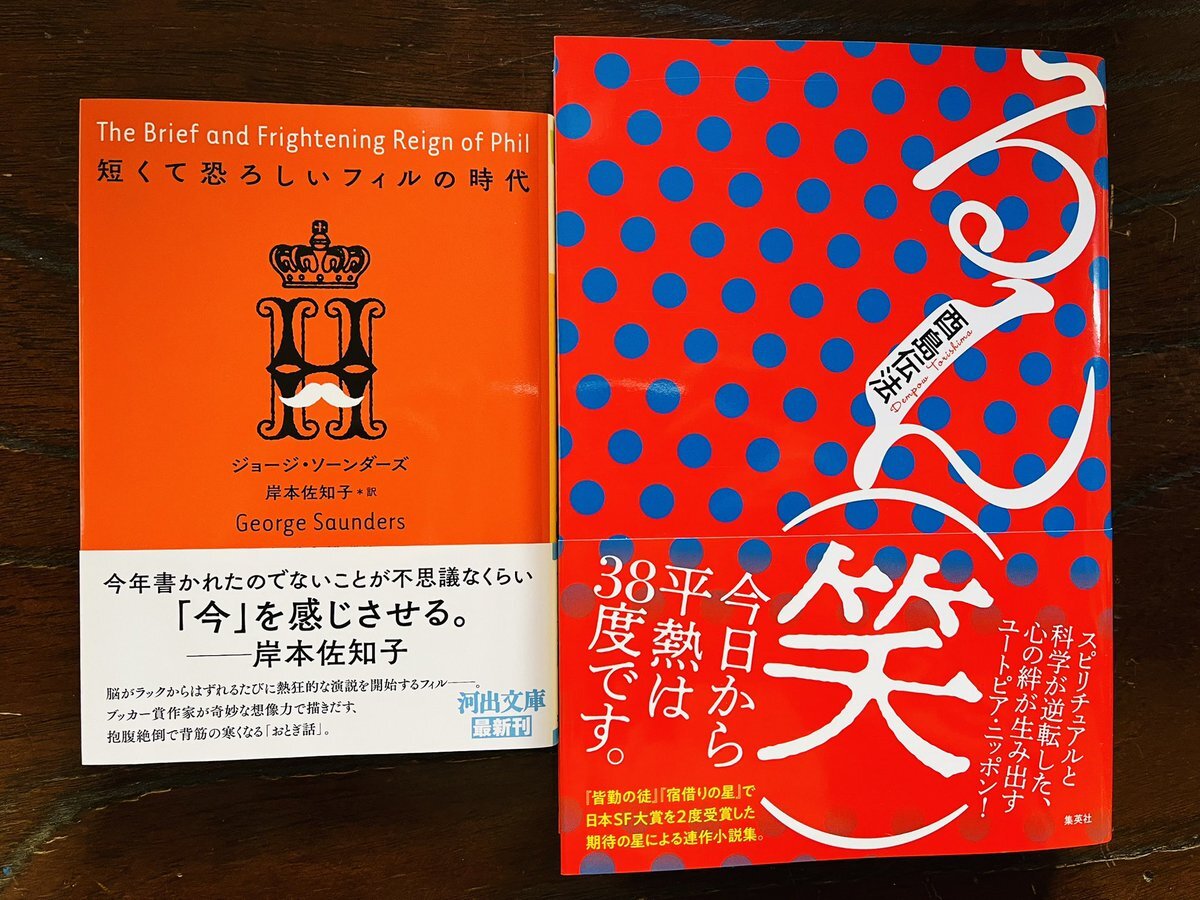 The Brief and Frightening Reign of Phil
短くて恐ろしいフィルの時代
H
ジョージ・ソーンダーズ
岸本佐知子*訳
George Saunders
今年書かれたのでないことが不思議なくらい
「今」を感じさせる。
——岸本佐知子
脳がラックからはずれるたびに熱狂的な演説を開始するフィル——。
ブッカー賞作家が奇妙な想像力で描きだす、
抱腹絶倒で背筋の寒くなる「おとぎ話」。
河出文庫
最新刊
るん(笑)
酉島伝法
Dempow Torishima
スピリチュアルと
科学が逆転した、
心の絆が生み出す
ユートピア・ニッポン!
今日から
平熱は
38度です。
『皆勤の徒』『宿借りの星』で
日本SF大賞を2度受賞した
期待の星による連作小説集。
集英社